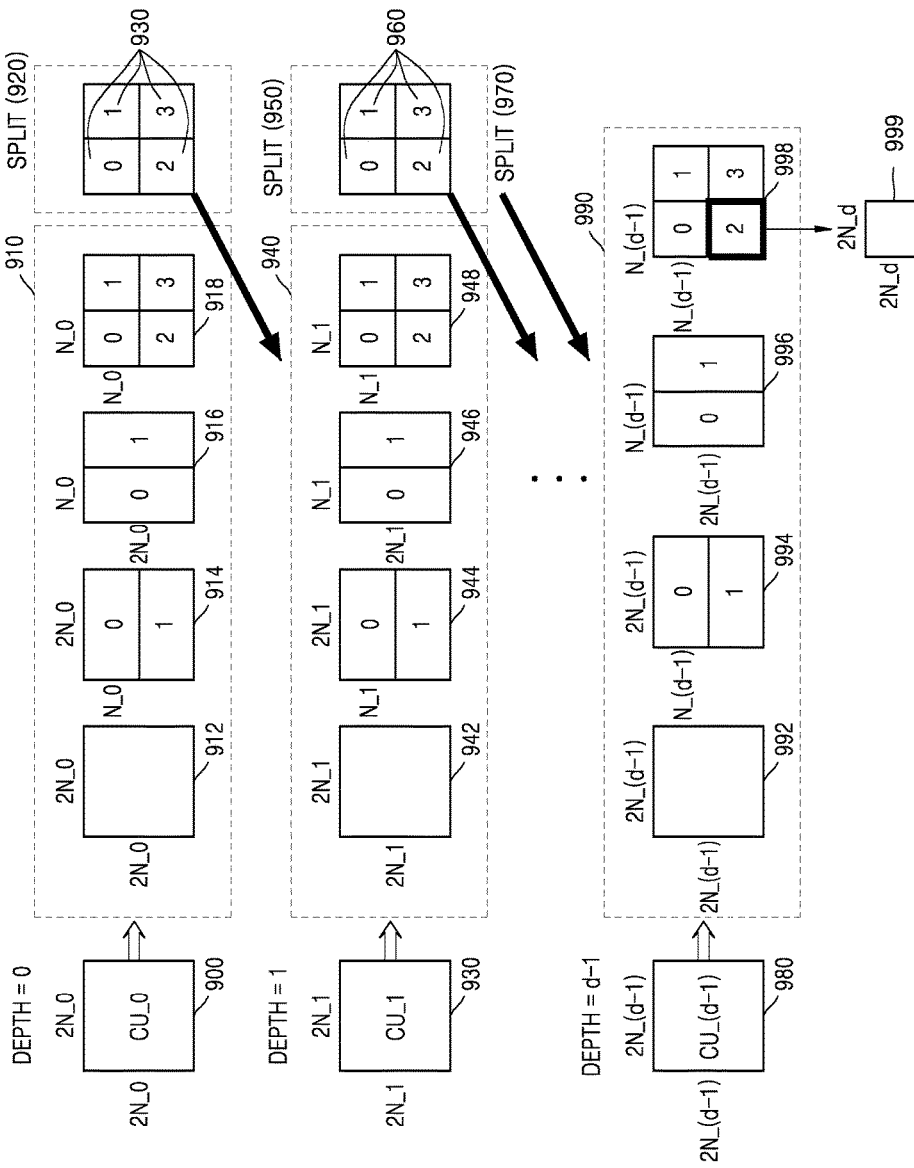 DEPTH = 0
2N_0
2N_0
CU_0
900
910
2N_0
2N_0
912
2N_0
N_0
0
1
914
N_0
2N_0
0
1
916
N_0
N_0
0
1
2
3
918
SPLIT (920)
930
0
1
2
3
DEPTH = 1
2N_1
2N_1
CU_1
930
940
2N_1
2N_1
942
2N_1
N_1
0
1
944
N_1
2N_1
0
1
946
N_1
N_1
0
1
2
3
948
SPLIT (950)
960
0
1
2
3
SPLIT (970)
DEPTH = d-1
2N_(d-1)
2N_(d-1)
CU_(d-1)
980
990
2N_(d-1)
2N_(d-1)
992
2N_(d-1)
N_(d-1)
0
1
994
N_(d-1)
2N_(d-1)
0
1
996
N_(d-1)
N_(d-1)
0
1
2
3
998
2N_d
2N_d
999